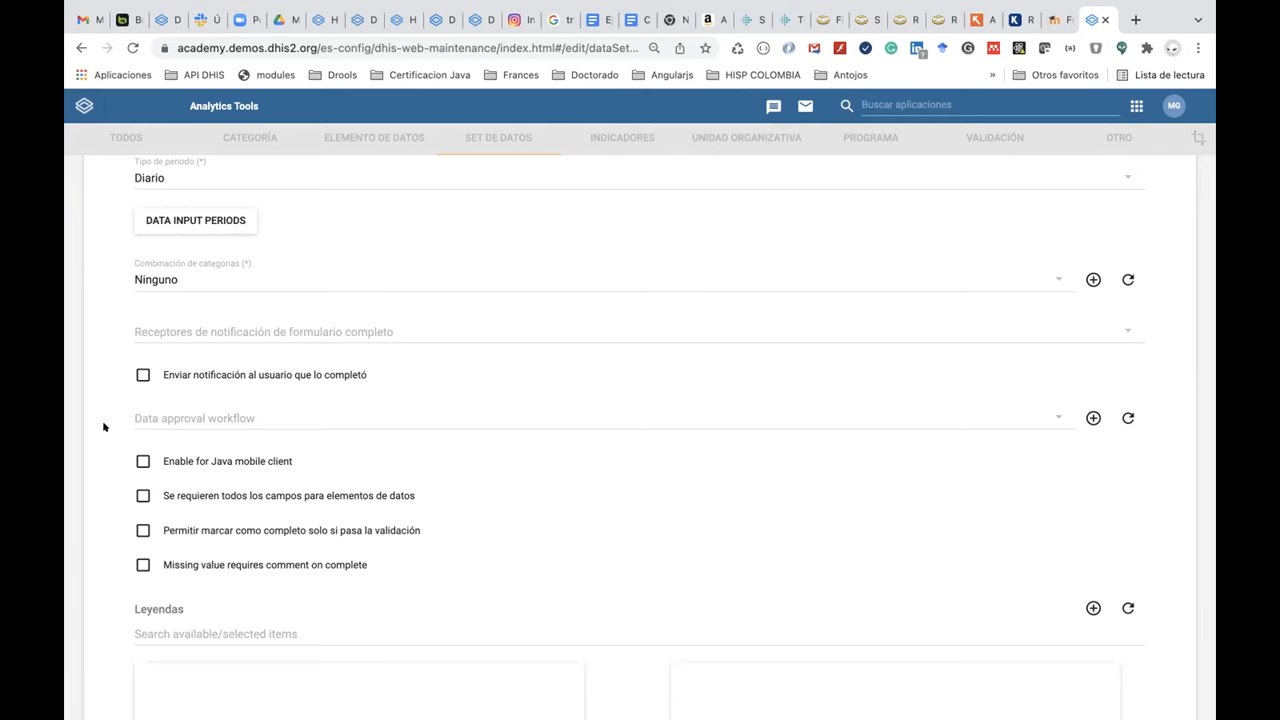 M
B
D
Ú
P
M
H
D
H
D
D
In
tr
E
C
N
A
S
T
Fi
S
R
R
A
R
F
academy.demos.dhis2.org/es-config/dhis-web-maintenance/index.html#/edit/dataSet...
Aplicaciones
API DHIS
modules
Drools
Certificacion Java
Frances
Doctorado
Angularjs
HISP COLOMBIA
Antojos
»
Otros favoritos
Lista de lectura
Analytics Tools
Buscar aplicaciones
MG
TODOS
CATEGORÍA
ELEMENTO DE DATOS
SET DE DATOS
INDICADORES
UNIDAD ORGANIZATIVA
PROGRAMA
VALIDACIÓN
OTRO
Tipo de periodo (*)
Diario
DATA INPUT PERIODS
Combinación de categorias (*)
Ninguno
Receptores de notificación de formulario completo
Enviar notificación al usuario que lo completó
Data approval workflow
Enable for Java mobile client
Se requieren todos los campos para elementos de datos
Permitir marcar como completo solo si pasa la validación
Missing value requires comment on complete
Leyendas
Search available/selected items